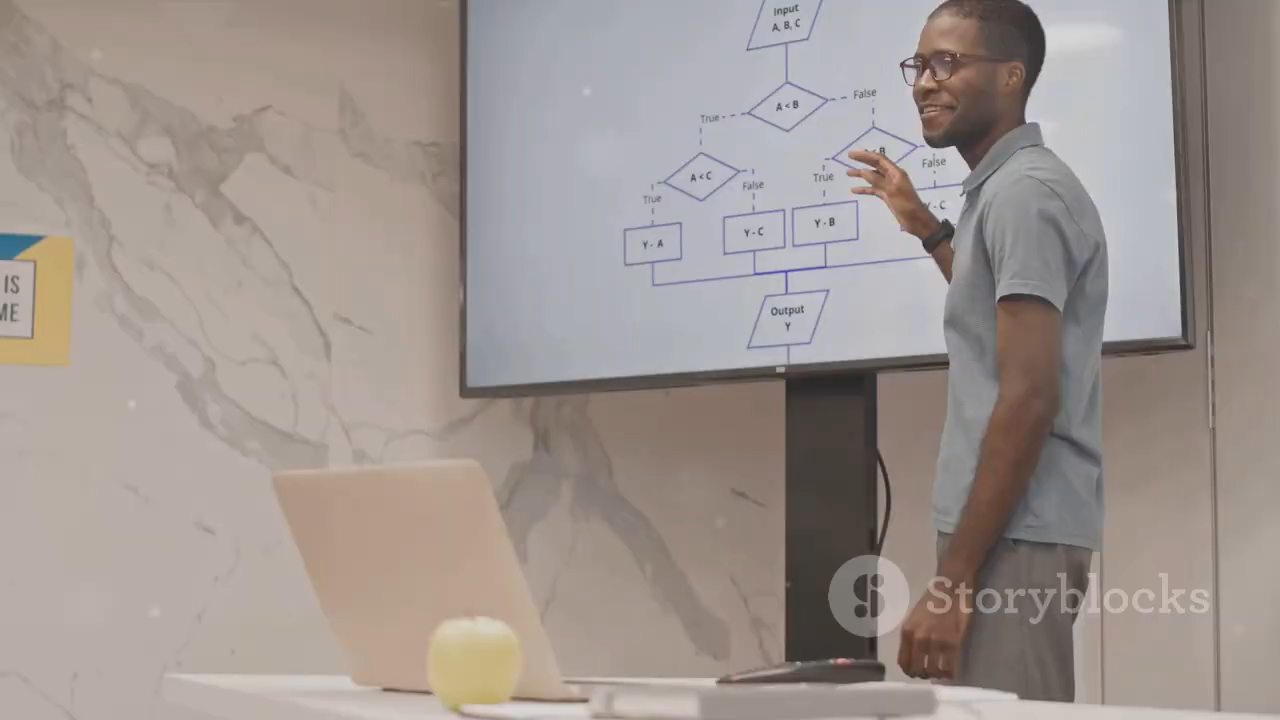 Input
A, B, C
A < B
False
True
A < C
False
True
True
False
Y - A
Y - C
Y - B
Y - C
Output
Y
IS
ME
Storyblocks